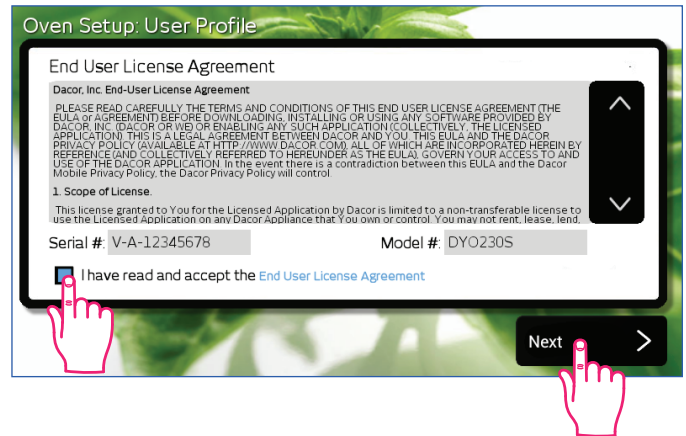 Oven Setup: User Profile
End User License Agreement
Dacor, Inc. End-User License Agreement
PLEASE READ CAREFULLY THE TERMS AND CONDITIONS OF THIS END USER LICENSE AGREEMENT (THE
EULA or AGREEMENT) BEFORE DOWNLOADING, INSTALLING OR USING ANY SOFTWARE PROVIDED BY
DACOR, INC. (DACOR OR WE) OR ENABLING ANY SUCH APPLICATION (COLLECTIVELY, THE LICENSED
APPLICATION). THIS IS A LEGAL AGREEMENT BETWEEN DACOR AND YOU. THIS EULA AND THE DACOR
PRIVACY POLICY (AVAILABLE AT HTTP://WWW DACOR COM), ALL OF WHICH ARE INCORPORATED HEREIN BY
REFERENCE (AND COLLECTIVELY REFERRED TO HEREUNDER AS THE EULA), GOVERN YOUR ACCESS TO AND
USE OF THE DACOR APPLICATION. In the event there is a contradiction between this EULA and the Dacor
Mobile Privacy Policy, the Dacor Privacy Policy will control.
1. Scope of License.
This license granted to You for the Licensed Application by Dacor is limited to a non-transferable license to
use the Licensed Application on any Dacor Appliance that You own or control. You may not rent, lease, lend,
Serial #: V-A-12345678 Model #: DYO230S
I have read and accept the End User License Agreement
Next